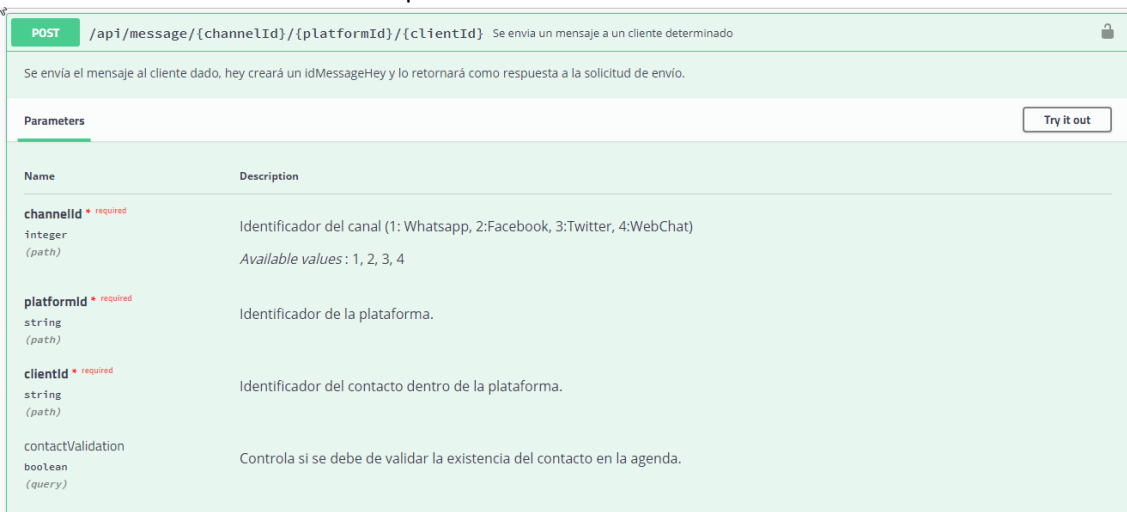 POST /api/message/{channelId}/{platformId}/{clientId} Se envia un mensaje a un cliente determinado
Se envía el mensaje al cliente dado, hey creará un idMessageHey y lo retornará como respuesta a la solicitud de envío.
Parameters Try it out
Name Description
channelId * required
integer
(path)
Identificador del canal (1: Whatsapp, 2:Facebook, 3:Twitter, 4:WebChat)
Available values : 1, 2, 3, 4
platformId * required
string
(path)
Identificador de la plataforma.
clientId * required
string
(path)
Identificador del contacto dentro de la plataforma.
contactValidation
boolean
(query)
Controla si se debe de validar la existencia del contacto en la agenda.